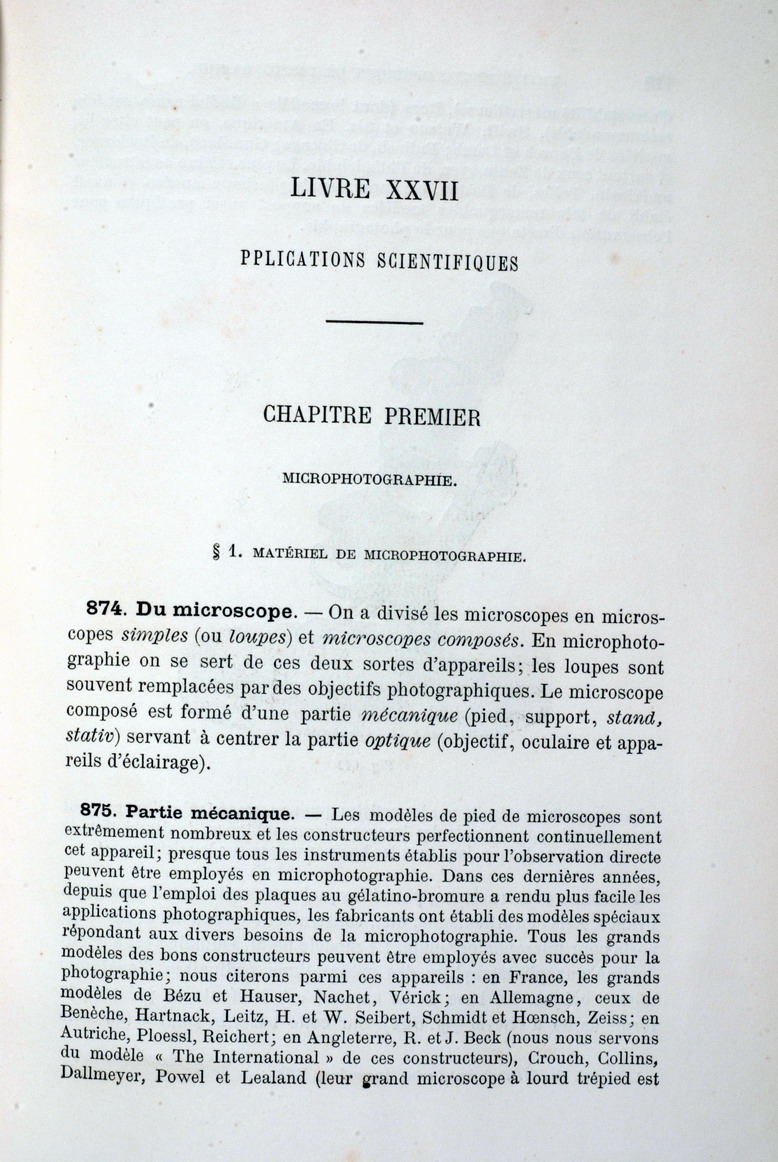 LIVRE XXVII
PPLICATIONS SCIENTIFIQUES
CHAPITRE PREMIER
MICROPHOTOGRAPHIE.
§ 1. MATÉRIEL DE MICROPHOTOGRAPHIE.
874. Du microscope. — On a divisé les microscopes en micros-
copes simples (ou loupes) et microscopes composés. En microphoto-
graphie on se sert de ces deux sortes d'appareils; les loupes sont
souvent remplacées par des objectifs photographiques. Le microscope
composé est formé d'une partie mécanique (pied, support, stand,
stativ) servant à centrer la partie optique (objectif, oculaire et appa-
reils d'éclairage).
875. Partie mécanique. — Les modèles de pied de microscopes sont
extrêmement nombreux et les constructeurs perfectionnent continuellement
cet appareil; presque tous les instruments établis pour l'observation directe
peuvent être employés en microphotographie. Dans ces dernières années,
depuis que l'emploi des plaques au gélatino-bromure a rendu plus facile les
applications photographiques, les fabricants ont établi des modèles spéciaux
répondant aux divers besoins de la microphotographie. Tous les grands
modèles des bons constructeurs peuvent être employés avec succès pour la
photographie; nous citerons parmi ces appareils : en France, les grands
modèles de Bézu et Hauser, Nachet, Vérick; en Allemagne, ceux de
Benèche, Hartnack, Leitz, H. et W. Seibert, Schmidt et Hœnsch, Zeiss; en
Autriche, Ploessl, Reichert; en Angleterre, R. et J. Beck (nous nous servons
du modèle « The International » de ces constructeurs), Crouch, Collins,
Dallmeyer, Powel et Lealand (leur grand microscope à lourd trépied est